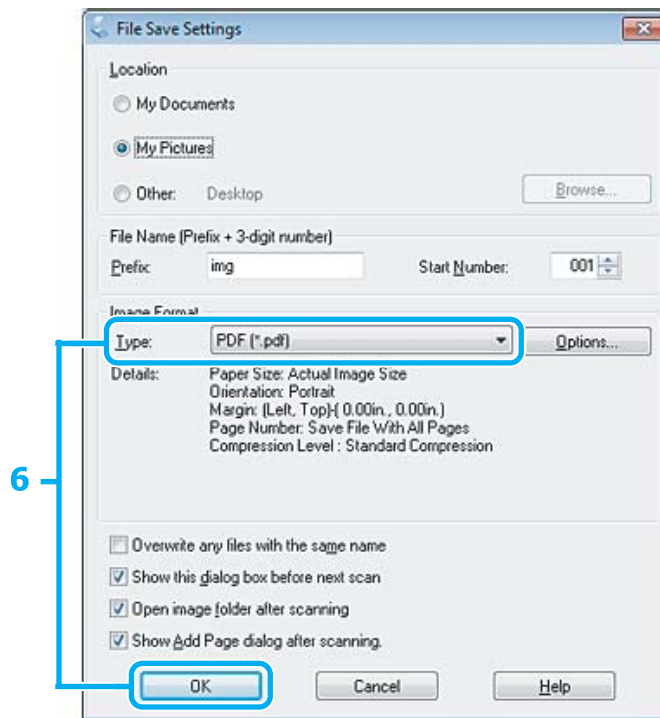 File Save Settings
Location
My Documents
My Pictures
Other: Desktop Browse...
File Name (Prefix + 3-digit number)
Prefix: img Start Number: 001
Image Format
Type: PDF (*.pdf) Options...
Details: Paper Size: Actual Image Size
Orientation: Portrait
Margin: (Left, Top)-( 0.00in., 0.00in.)
Page Number: Save File With All Pages
Compression Level : Standard Compression
6
Overwrite any files with the same name
Show this dialog box before next scan
Open image folder after scanning
Show Add Page dialog after scanning.
OK Cancel Help